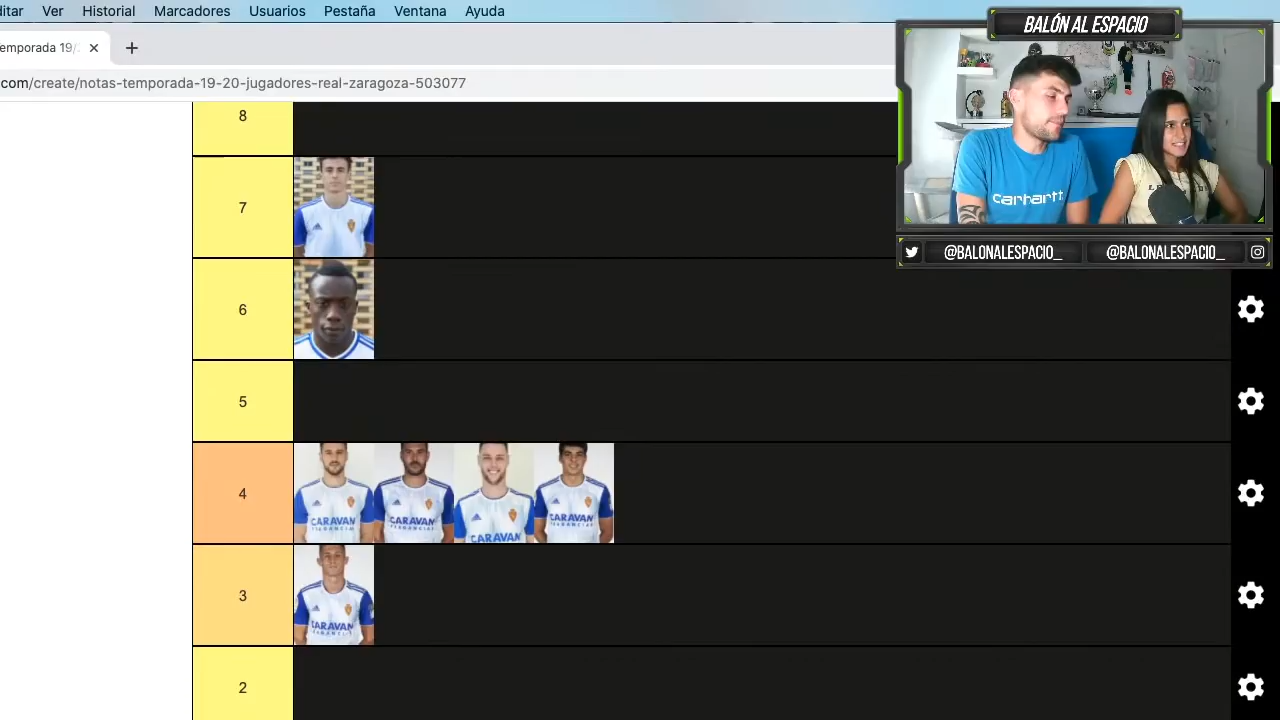 itar Ver Historial Marcadores Usuarios Pestaña Ventana Ayuda
emporada 19/
com/create/notas-temporada-19-20-jugadores-real-zaragoza-503077
BALÓN AL ESPACIO
carhartt
@BALONALESPACIO_ @BALONALESPACIO_
8
7
6
5
4
CARAVAN CARAVAN CARAVAN CARAVAN
3
CARAVAN
2